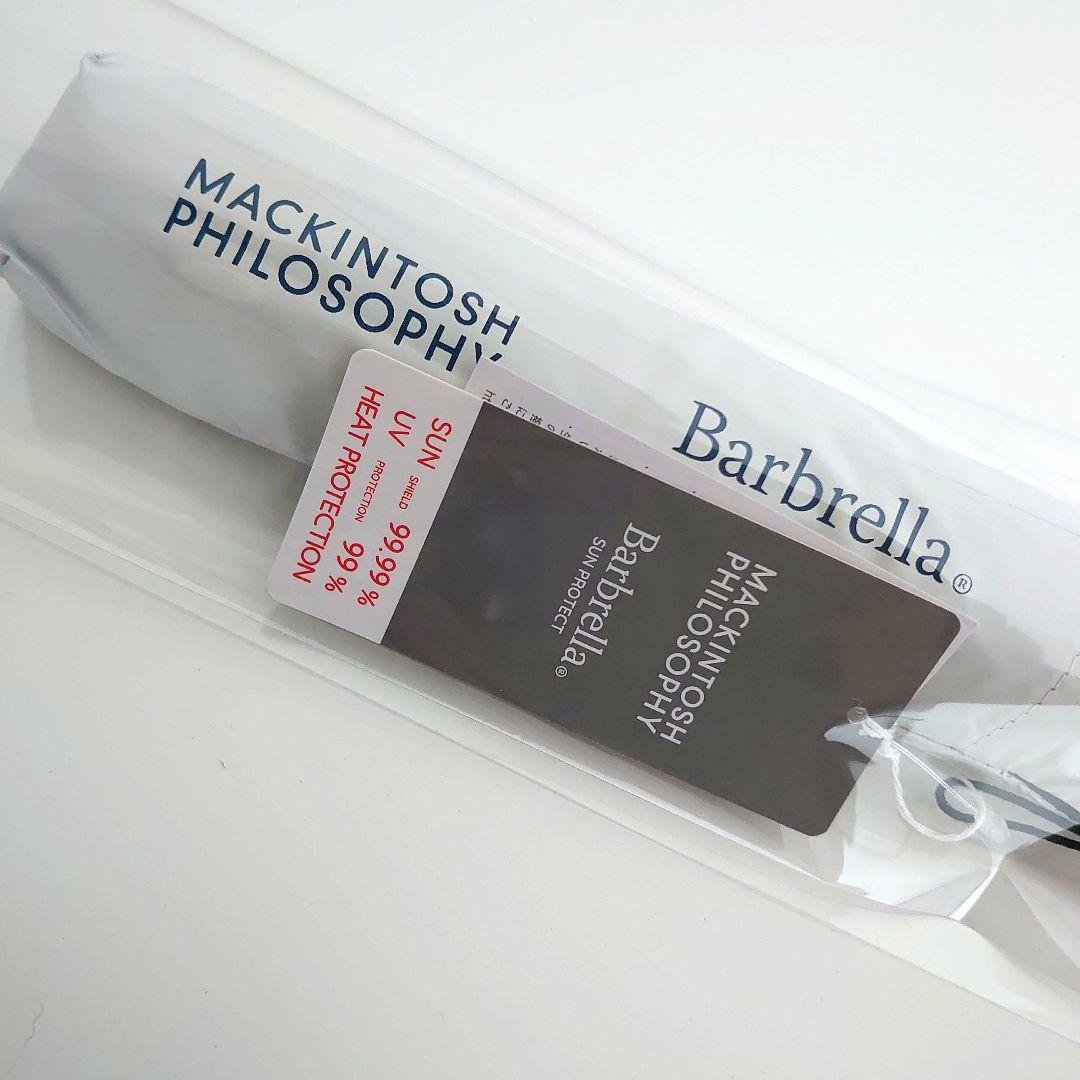 MACKINTOSH
PHILOSOPHY
Barbrella®
MACKINTOSH
PHILOSOPHY
Barbrella®
SUN PROTECT
SUN SHIELD 99.99%
UV PROTECTION 99%
HEAT PROTECTION